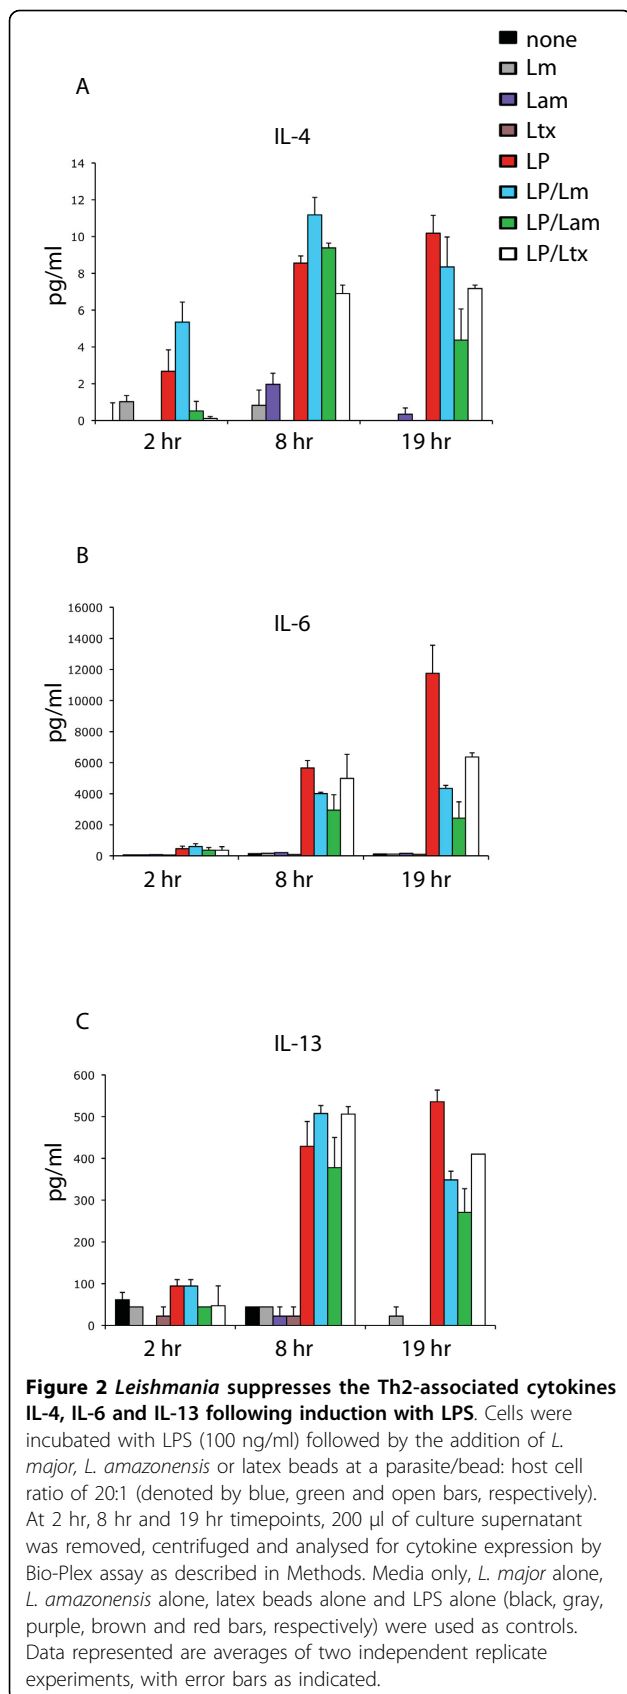 none
Lm
Lam
Ltx
LP
LP/Lm
LP/Lam
LP/Ltx
A
IL-4
14
12
10
8
6
4
2
0
pg/ml
2 hr 8 hr 19 hr
B
IL-6
16000
14000
12000
10000
8000
6000
4000
2000
0
pg/ml
2 hr 8 hr 19 hr
C
IL-13
600
500
400
300
200
100
0
pg/ml
2 hr 8 hr 19 hr
Figure 2 Leishmania suppresses the Th2-associated cytokines
IL-4, IL-6 and IL-13 following induction with LPS. Cells were
incubated with LPS (100 ng/ml) followed by the addition of L.
major, L. amazonensis or latex beads at a parasite/bead: host cell
ratio of 20:1 (denoted by blue, green and open bars, respectively).
At 2 hr, 8 hr and 19 hr timepoints, 200 μl of culture supernatant
was removed, centrifuged and analysed for cytokine expression by
Bio-Plex assay as described in Methods. Media only, L. major alone,
L. amazonensis alone, latex beads alone and LPS alone (black, gray,
purple, brown and red bars, respectively) were used as controls.
Data represented are averages of two independent replicate
experiments, with error bars as indicated.